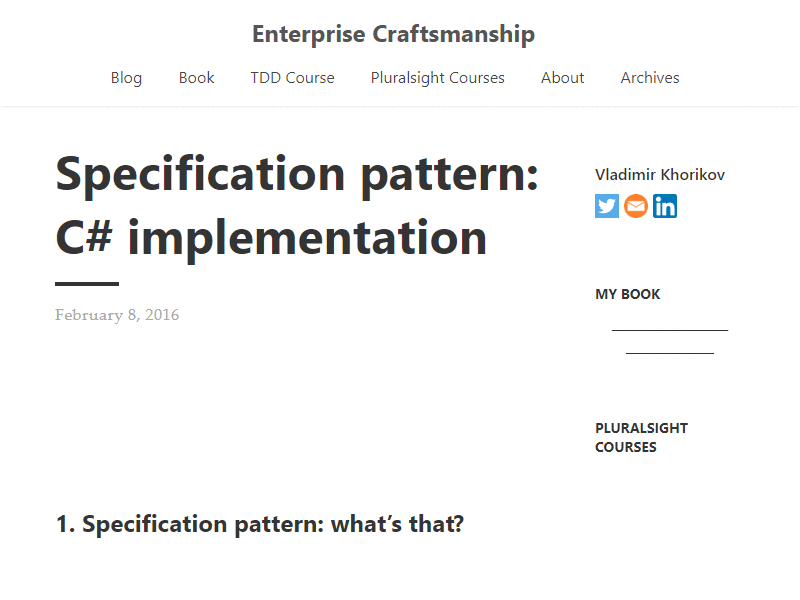 Enterprise Craftsmanship
Blog Book TDD Course Pluralsight Courses About Archives
Specification pattern:
C# implementation
February 8, 2016
1. Specification pattern: what’s that?
Vladimir Khorikov
in
MY BOOK
PLURALSIGHT
COURSES